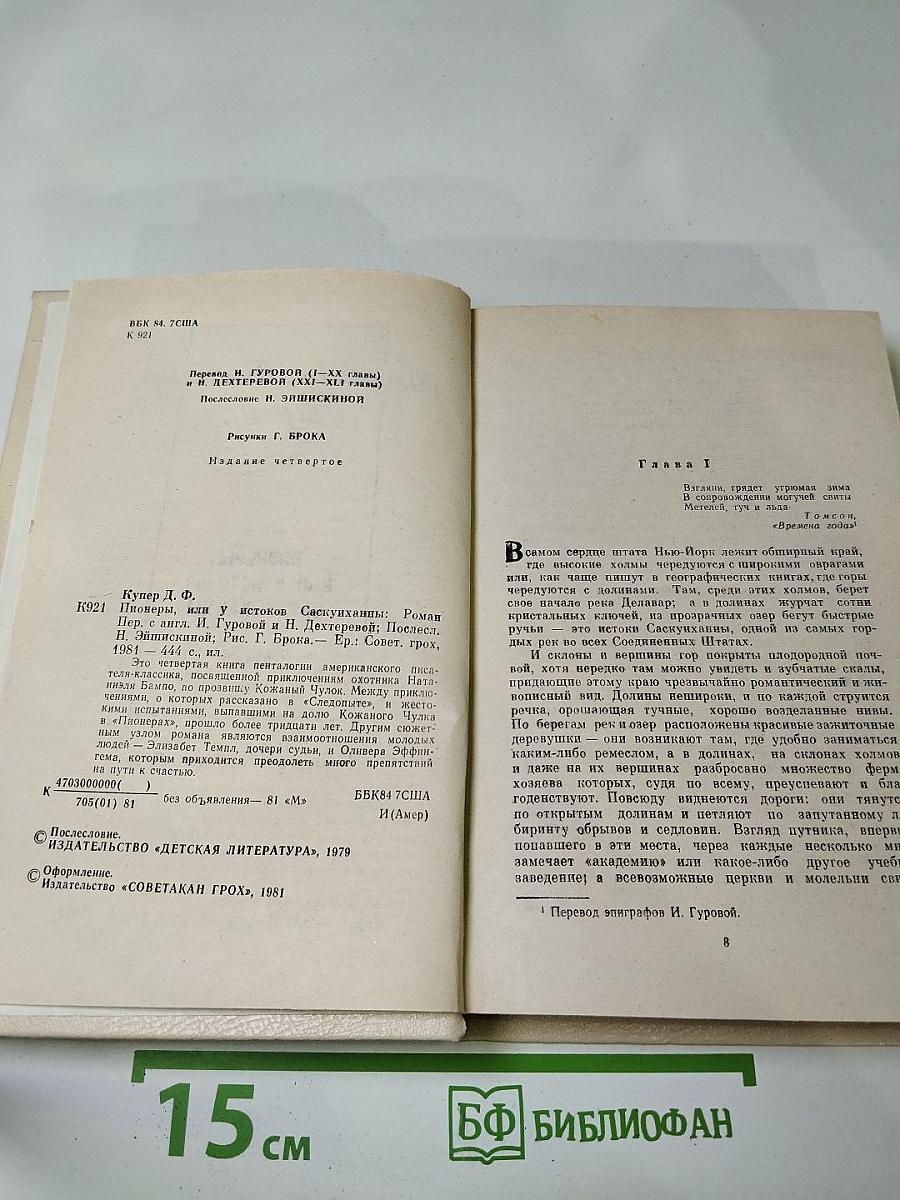 ББК 84. 7США
К 921
Перевод И. ГУРОВОЙ (I—XX главы)
и Н. ДЕХТЕРЕВОЙ (XXI—XLI главы)
Послесловие Н. ЭЙШИСКИНОЙ
Рисунки Г. БРОКА
Издание четвертое
Купер Д. Ф.
К921 Пионеры, или у истоков Саскуиханны: Роман
Пер. с англ. И. Гуровой и Н. Дехтеревой; Послесл.
Н. Эйшискиной; Рис. Г. Брока.— Ер.: Совет. грох,
1981 — 444 с., ил.
Это четвертая книга пенталогии американского писа-
теля-классика, посвященной приключениям охотника Ната-
ниэля Бампо, по прозвищу Кожаный Чулок. Между приклю-
чениями, о которых рассказано в «Следопыте», и жесто-
кими испытаниями, выпавшими на долю Кожаного Чулка
в «Пионерах», прошло более тридцати лет. Другим сюжет-
ным узлом романа являются взаимоотношения молодых
людей — Элизабет Темпл, дочери судьи, и Оливера Эффин-
гема, которым приходится преодолеть много препятствий
на пути к счастью.
К 4703000000( )
705(01) 81 без объявления— 81 «М»
ББК84 7США
И(Амер)
© Послесловие.
ИЗДАТЕЛЬСТВО «ДЕТСКАЯ ЛИТЕРАТУРА», 1979
© Оформление.
Издательство «СОВЕТАКАН ГРОХ», 1981
Глава I
Взгляни, грядет угрюмая зима
В сопровождении могучей свиты
Метелей, туч и льда.
Томсон,
«Времена года»¹
В самом сердце штата Нью-Йорк лежит обширный край,
где высокие холмы чередуются с широкими оврагами
или, как чаще пишут в географических книгах, где горы
чередуются с долинами. Там, среди этих холмов, берет
свое начало река Делавар; а в долинах журчат сотни
кристальных ключей, из прозрачных озер бегут быстрые
ручьи — это истоки Саскуиханны, одной из самых гор-
дых рек во всех Соединенных Штатах.
И склоны и вершины гор покрыты плодородной поч-
вой, хотя нередко там можно увидеть и зубчатые скалы,
придающие этому краю чрезвычайно романтический и жи-
вописный вид. Долины нешироки, и по каждой струится
речка, орошающая тучные, хорошо возделанные нивы.
По берегам рек и озер расположены красивые зажиточные
деревушки — они возникают там, где удобно заниматься
каким-либо ремеслом, а в долинах, на склонах холмов
и даже на их вершинах разбросано множество ферм,
хозяева которых, судя по всему, преуспевают и бла
годенствуют. Повсюду виднеются дороги: они тянутс
по открытым долинам и петляют по запутанному л
биринту обрывов и седловин. Взгляд путника, впервы
попавшего в эти места, через каждые несколько ми
замечает «академию» или какое-либо другое учеб
заведение; а всевозможные церкви и молельни сви
¹ Перевод эпиграфов И. Гуровой.
8
15 см
БФ БИБЛИОФАН